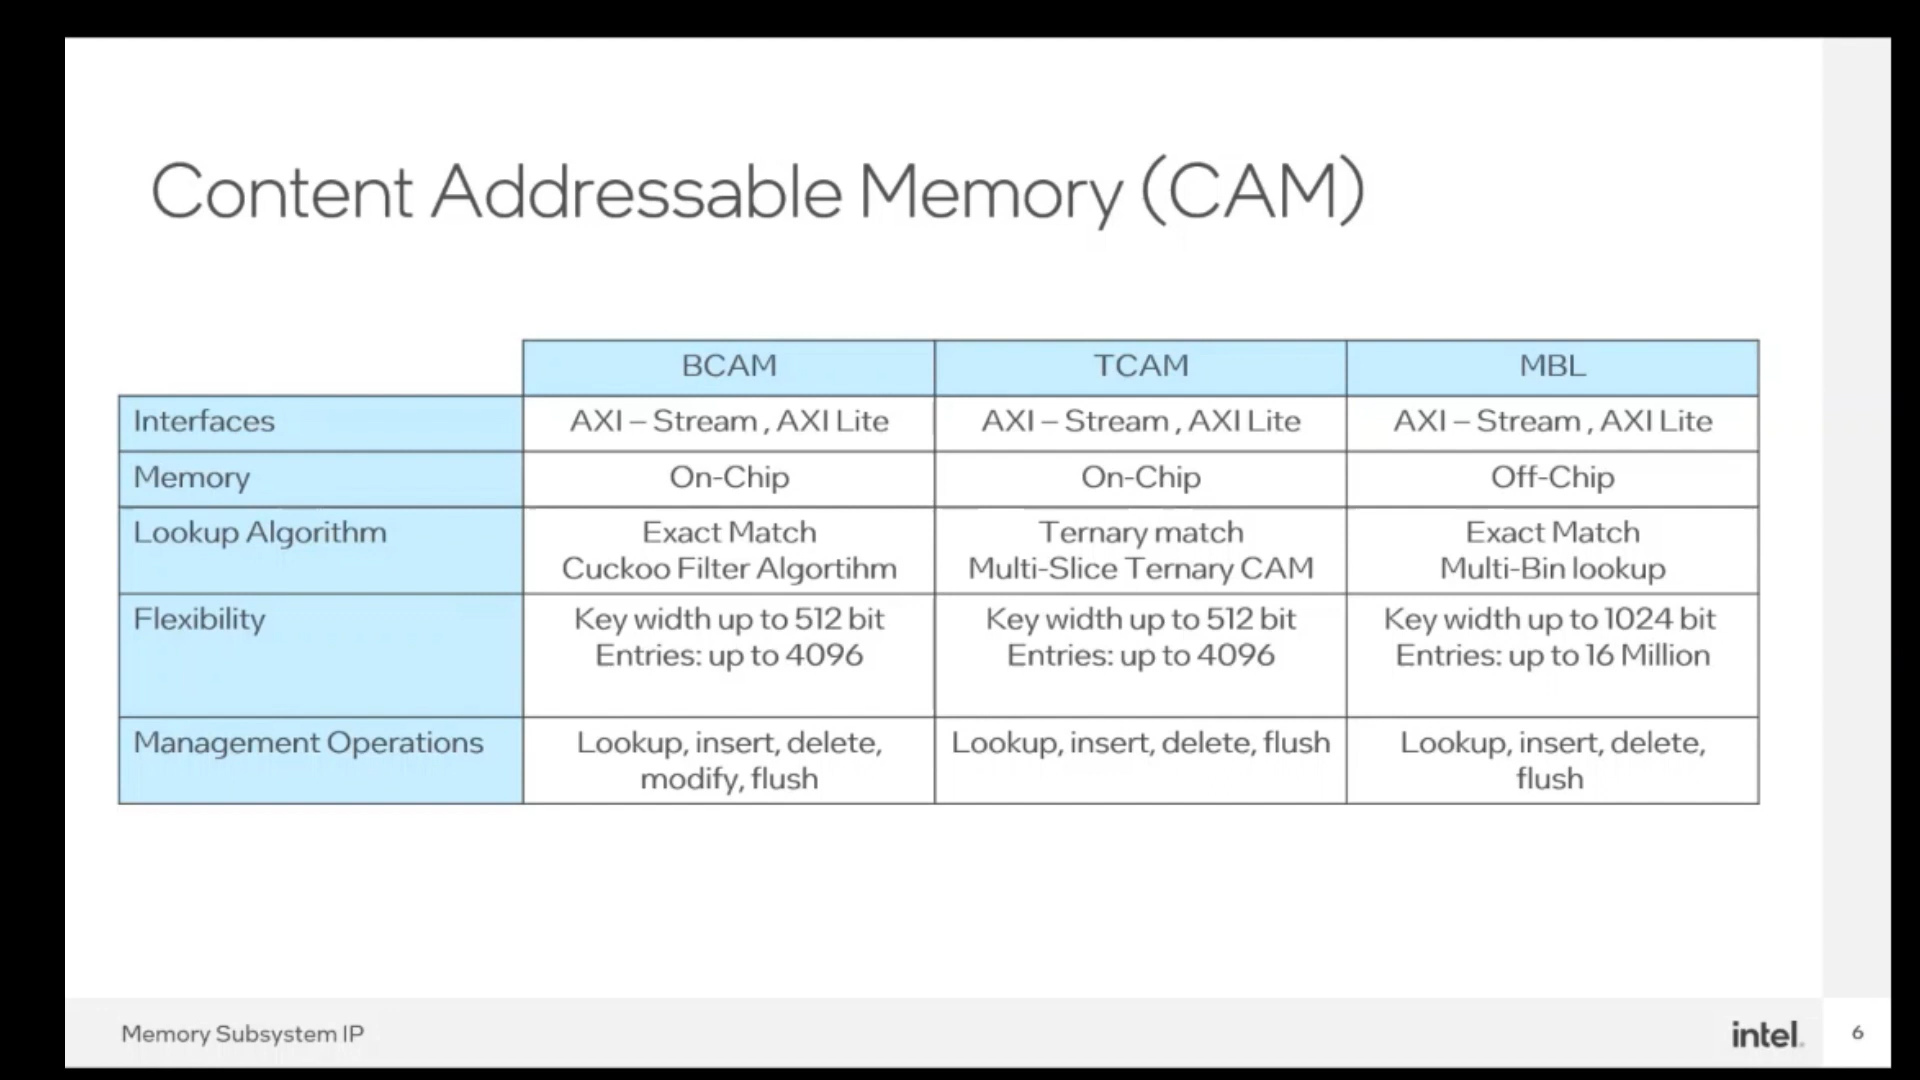 Content Addressable Memory (CAM)
BCAM TCAM MBL
Interfaces AXI – Stream , AXI Lite AXI – Stream , AXI Lite AXI – Stream , AXI Lite
Memory On-Chip On-Chip Off-Chip
Lookup Algorithm Exact Match Ternary match Exact Match
Cuckoo Filter Algortihm Multi-Slice Ternary CAM Multi-Bin lookup
Flexibility Key width up to 512 bit Key width up to 512 bit Key width up to 1024 bit
Entries: up to 4096 Entries: up to 4096 Entries: up to 16 Million
Management Operations Lookup, insert, delete, Lookup, insert, delete, flush Lookup, insert, delete,
modify, flush flush
Memory Subsystem IP intel. 6